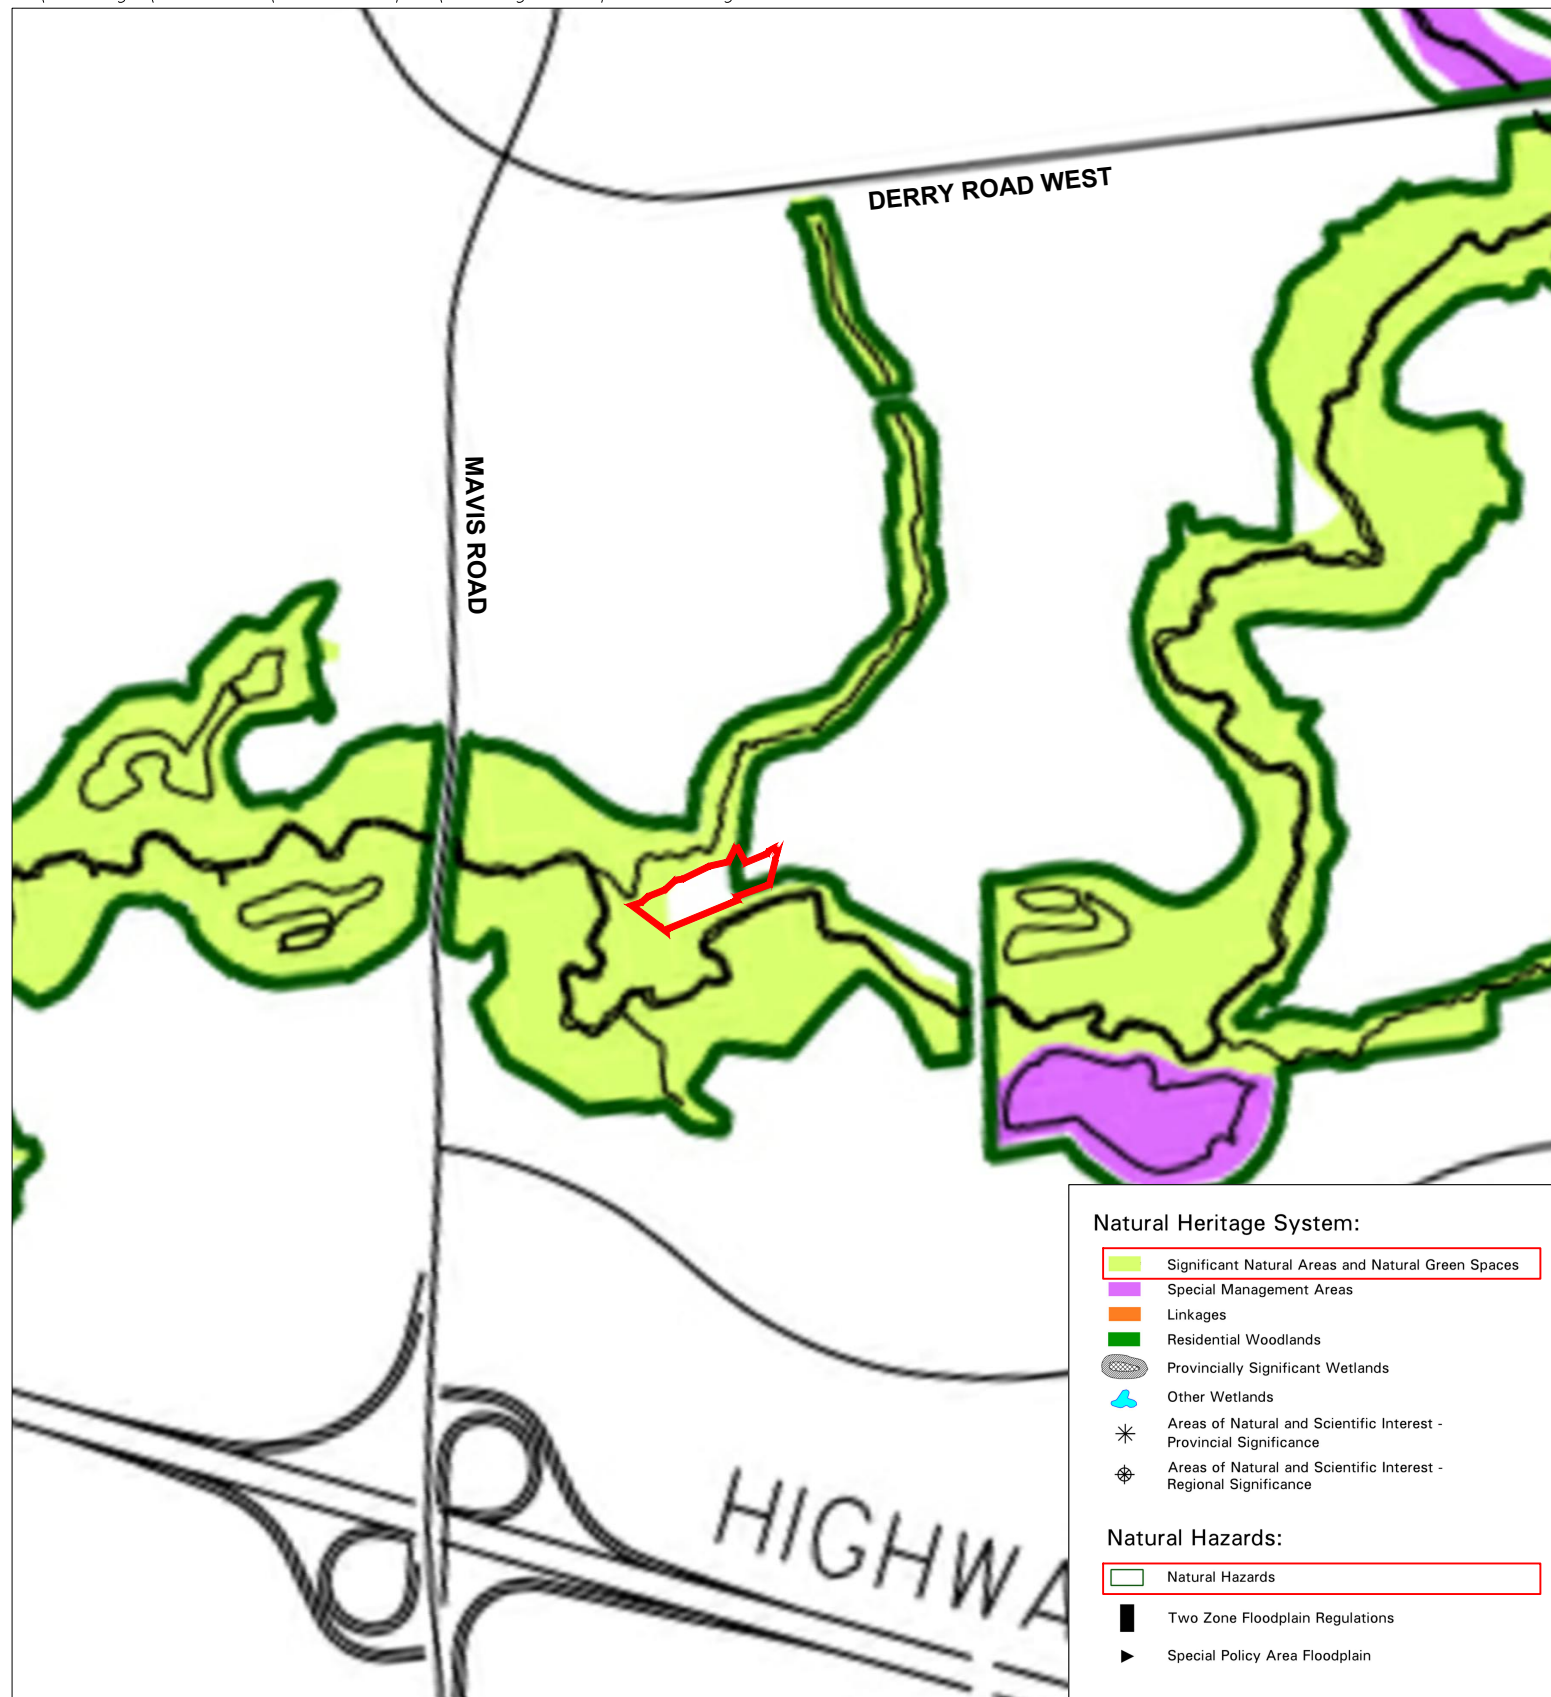 DERRY ROAD WEST
MAVIS ROAD
HIGHWA
Natural Heritage System:
Significant Natural Areas and Natural Green Spaces
Special Management Areas
Linkages
Residential Woodlands
Provincially Significant Wetlands
Other Wetlands
Areas of Natural and Scientific Interest -
Provincial Significance
Areas of Natural and Scientific Interest -
Regional Significance
Natural Hazards:
Natural Hazards
Two Zone Floodplain Regulations
Special Policy Area Floodplain